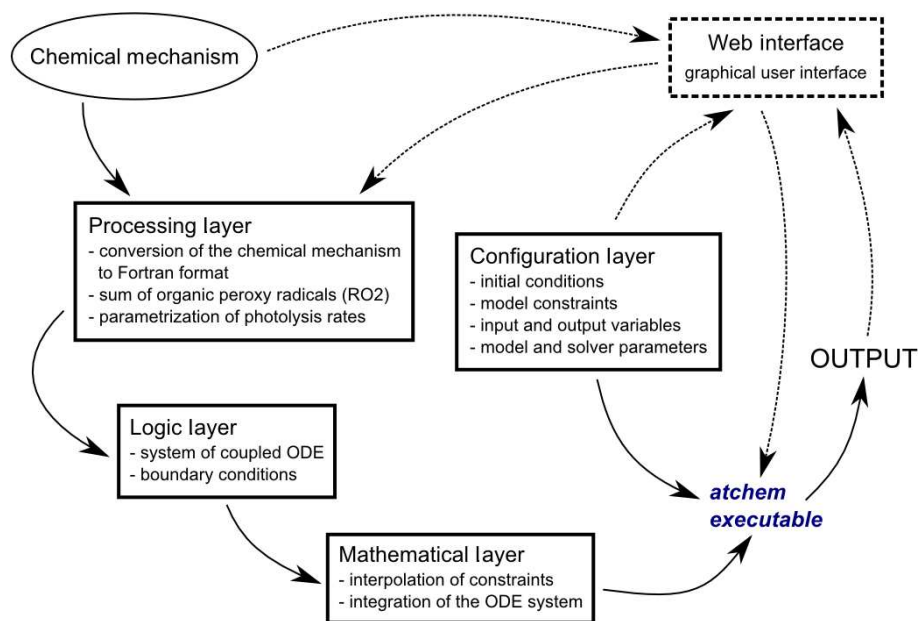 Chemical mechanism
Web interface
graphical user interface
Processing layer
- conversion of the chemical mechanism
to Fortran format
- sum of organic peroxy radicals (RO2)
- parametrization of photolysis rates
Configuration layer
- initial conditions
- model constraints
- input and output variables
- model and solver parameters
OUTPUT
Logic layer
- system of coupled ODE
- boundary conditions
atchem
executable
Mathematical layer
- interpolation of constraints
- integration of the ODE system